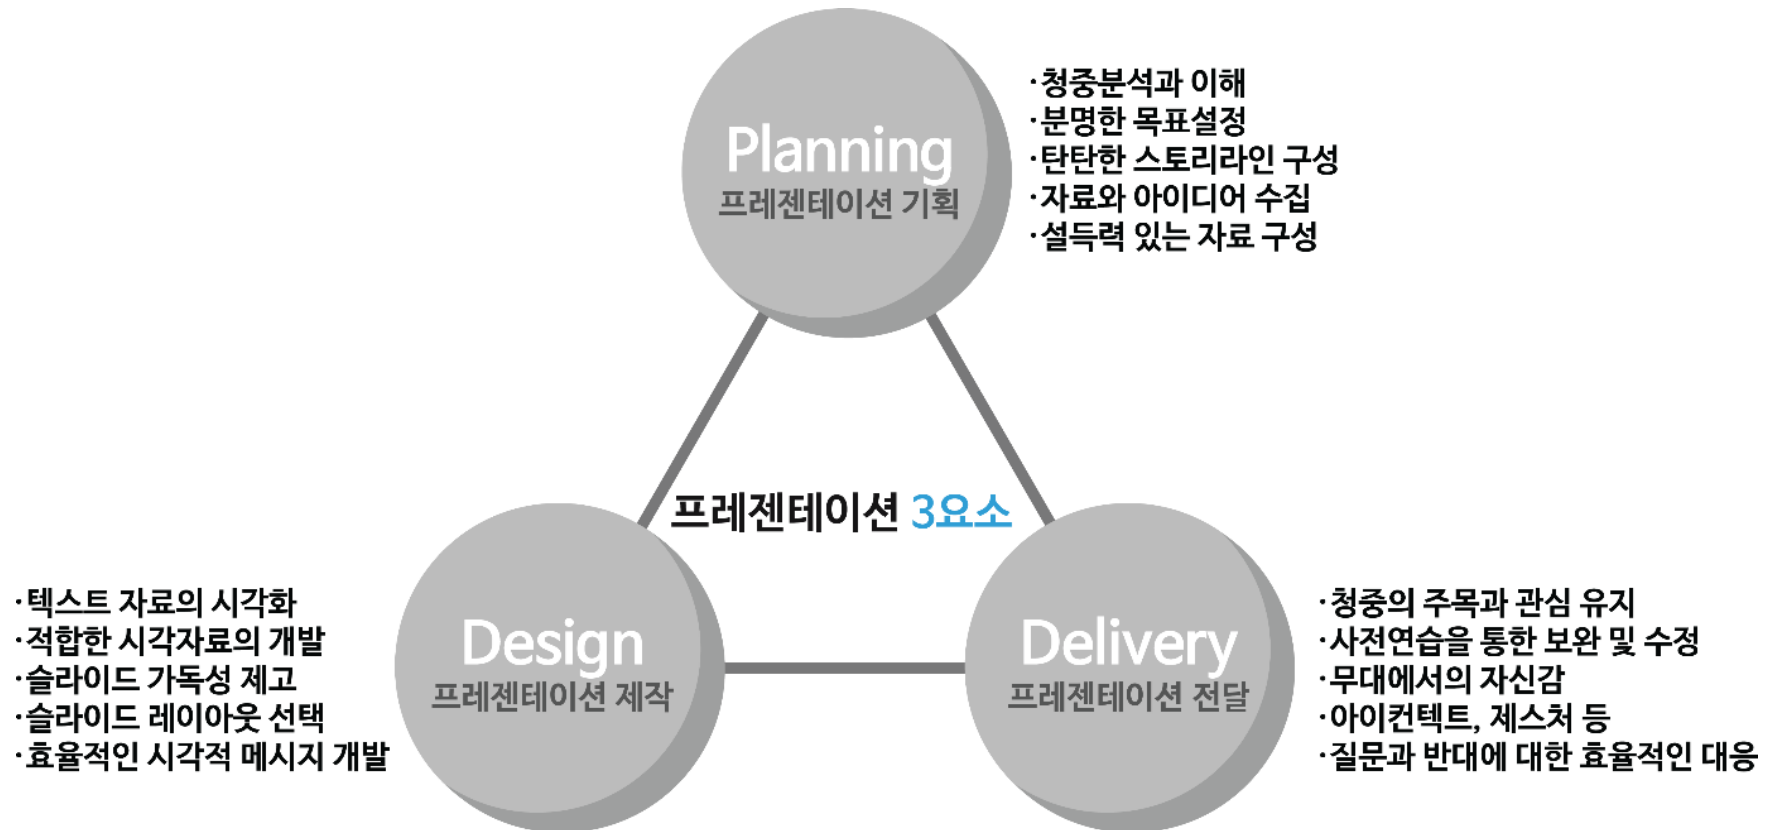 Planning
프레젠테이션 기획
·청중분석과 이해
·분명한 목표설정
·탄탄한 스토리라인 구성
·자료와 아이디어 수집
·설득력 있는 자료 구성
프레젠테이션 3요소
·텍스트 자료의 시각화
·적합한 시각자료의 개발
·슬라이드 가독성 제고
·슬라이드 레이아웃 선택
·효율적인 시각적 메시지 개발
Design
프레젠테이션 제작
Delivery
프레젠테이션 전달
·청중의 주목과 관심 유지
·사전연습을 통한 보완 및 수정
·무대에서의 자신감
·아이컨텍트, 제스처 등
·질문과 반대에 대한 효율적인 대응